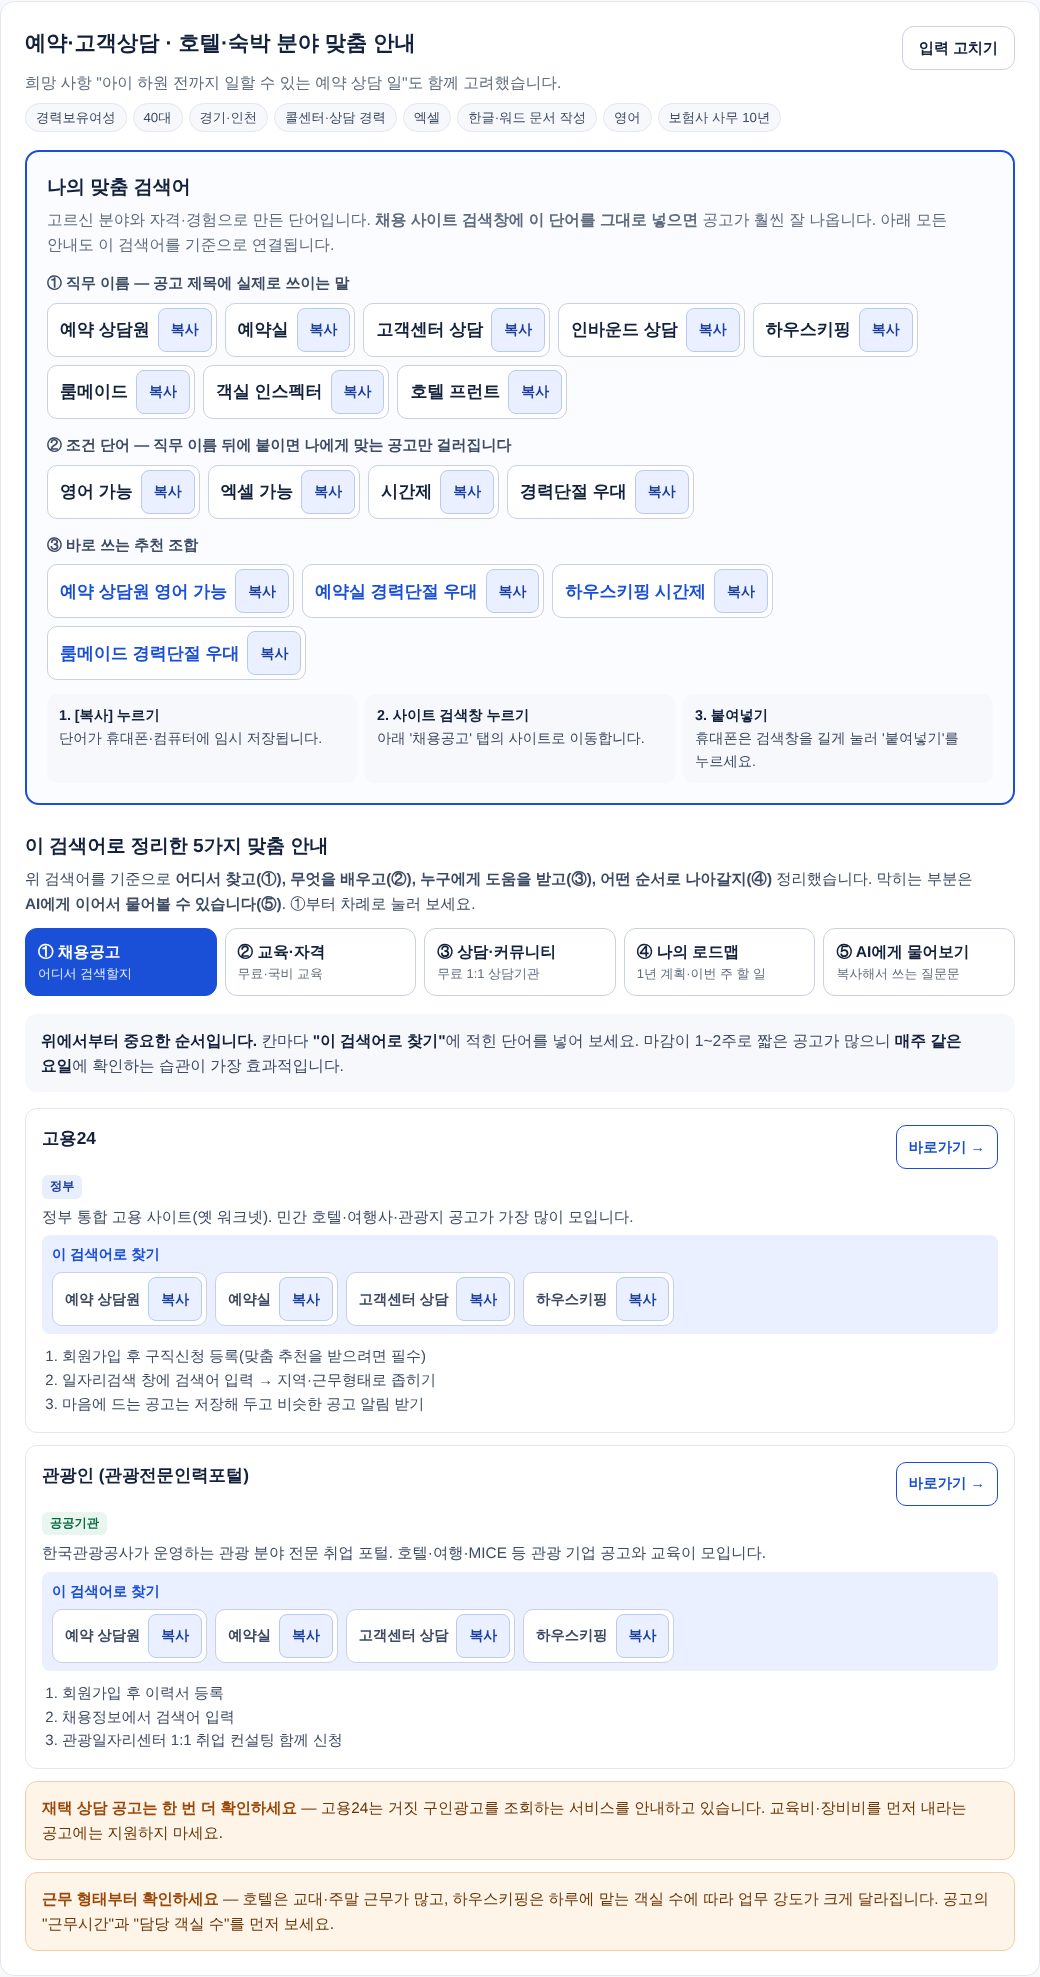 예약·고객상담 · 호텔·숙박 분야 맞춤 안내
입력 고치기
희망 사항 "아이 하원 전까지 일할 수 있는 예약 상담 일"도 함께 고려했습니다.
경력보유여성 40대 경기·인천 콜센터·상담 경력 엑셀 한글·워드 문서 작성 영어 보험사 사무 10년
나의 맞춤 검색어
고르신 분야와 자격·경험으로 만든 단어입니다. 채용 사이트 검색창에 이 단어를 그대로 넣으면 공고가 훨씬 잘 나옵니다. 아래 모든
안내도 이 검색어를 기준으로 연결됩니다.
① 직무 이름 — 공고 제목에 실제로 쓰이는 말
예약 상담원 복사 예약실 복사 고객센터 상담 복사 인바운드 상담 복사 하우스키핑 복사
룸메이드 복사 객실 인스펙터 복사 호텔 프런트 복사
② 조건 단어 — 직무 이름 뒤에 붙이면 나에게 맞는 공고만 걸러집니다
영어 가능 복사 엑셀 가능 복사 시간제 복사 경력단절 우대 복사
③ 바로 쓰는 추천 조합
예약 상담원 영어 가능 복사 예약실 경력단절 우대 복사 하우스키핑 시간제 복사
룸메이드 경력단절 우대 복사
1. [복사] 누르기
단어가 휴대폰·컴퓨터에 임시 저장됩니다.
2. 사이트 검색창 누르기
아래 '채용공고' 탭의 사이트로 이동합니다.
3. 붙여넣기
휴대폰은 검색창을 길게 눌러 '붙여넣기'를
누르세요.
이 검색어로 정리한 5가지 맞춤 안내
위 검색어를 기준으로 어디서 찾고(①), 무엇을 배우고(②), 누구에게 도움을 받고(③), 어떤 순서로 나아갈지(④) 정리했습니다. 막히는 부분은
AI에게 이어서 물어볼 수 있습니다(⑤). ①부터 차례로 눌러 보세요.
① 채용공고
어디서 검색할지
② 교육·자격
무료·국비 교육
③ 상담·커뮤니티
무료 1:1 상담기관
④ 나의 로드맵
1년 계획·이번 주 할 일
⑤ AI에게 물어보기
복사해서 쓰는 질문문
위에서부터 중요한 순서입니다. 칸마다 "이 검색어로 찾기"에 적힌 단어를 넣어 보세요. 마감이 1~2주로 짧은 공고가 많으니 매주 같은
요일에 확인하는 습관이 가장 효과적입니다.
고용24
바로가기 →
정부
정부 통합 고용 사이트(옛 워크넷). 민간 호텔·여행사·관광지 공고가 가장 많이 모입니다.
이 검색어로 찾기
예약 상담원 복사 예약실 복사 고객센터 상담 복사 하우스키핑 복사
1. 회원가입 후 구직신청 등록(맞춤 추천을 받으려면 필수)
2. 일자리검색 창에 검색어 입력 → 지역·근무형태로 좁히기
3. 마음에 드는 공고는 저장해 두고 비슷한 공고 알림 받기
관광인 (관광전문인력포털)
바로가기 →
공공기관
한국관광공사가 운영하는 관광 분야 전문 취업 포털. 호텔·여행·MICE 등 관광 기업 공고와 교육이 모입니다.
이 검색어로 찾기
예약 상담원 복사 예약실 복사 고객센터 상담 복사 하우스키핑 복사
1. 회원가입 후 이력서 등록
2. 채용정보에서 검색어 입력
3. 관광일자리센터 1:1 취업 컨설팅 함께 신청
재택 상담 공고는 한 번 더 확인하세요 — 고용24는 거짓 구인광고를 조회하는 서비스를 안내하고 있습니다. 교육비·장비비를 먼저 내라는
공고에는 지원하지 마세요.
근무 형태부터 확인하세요 — 호텔은 교대·주말 근무가 많고, 하우스키핑은 하루에 맡는 객실 수에 따라 업무 강도가 크게 달라집니다. 공고의
"근무시간"과 "담당 객실 수"를 먼저 보세요.